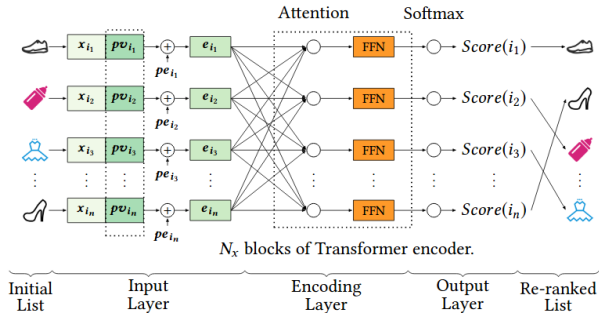 Attention Softmax
x_{i_1} pv_{i_1} + e_{i_1} FFN Score(i_1)
pe_{i_1}
x_{i_2} pv_{i_2} + e_{i_2} FFN Score(i_2)
pe_{i_2}
x_{i_3} pv_{i_3} + e_{i_3} FFN Score(i_3)
pe_{i_3}
x_{i_n} pv_{i_n} + e_{i_n} FFN Score(i_n)
pe_{i_n}
N_x blocks of Transformer encoder.
Initial Input Encoding Output Re-ranked
List Layer Layer Layer List